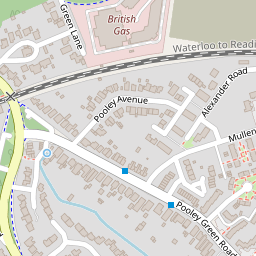 British
Gas
Green Lane
Waterloo to Readi
Pooley Avenue
Alexander Road
Mullen
Pooley Green Road